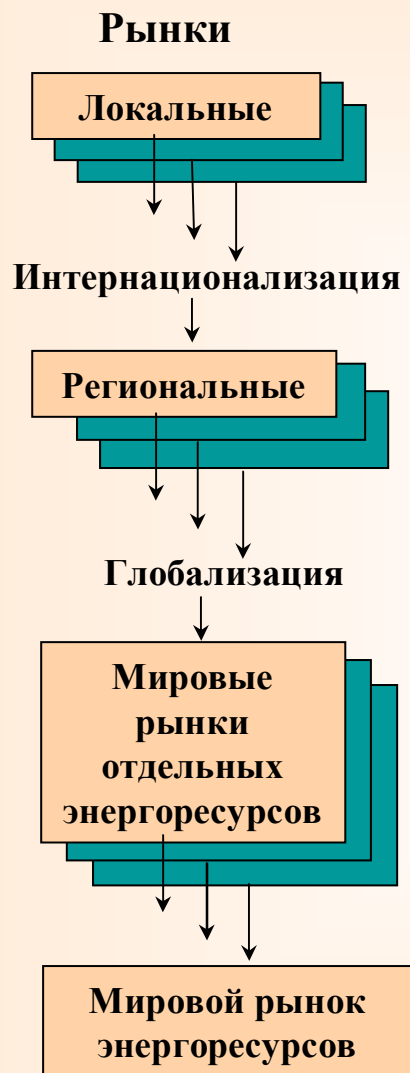 Рынки
Локальные
Интернационализация
Региональные
Глобализация
Мировые
рынки
отдельных
энергоресурсов
Мировой рынок
энергоресурсов